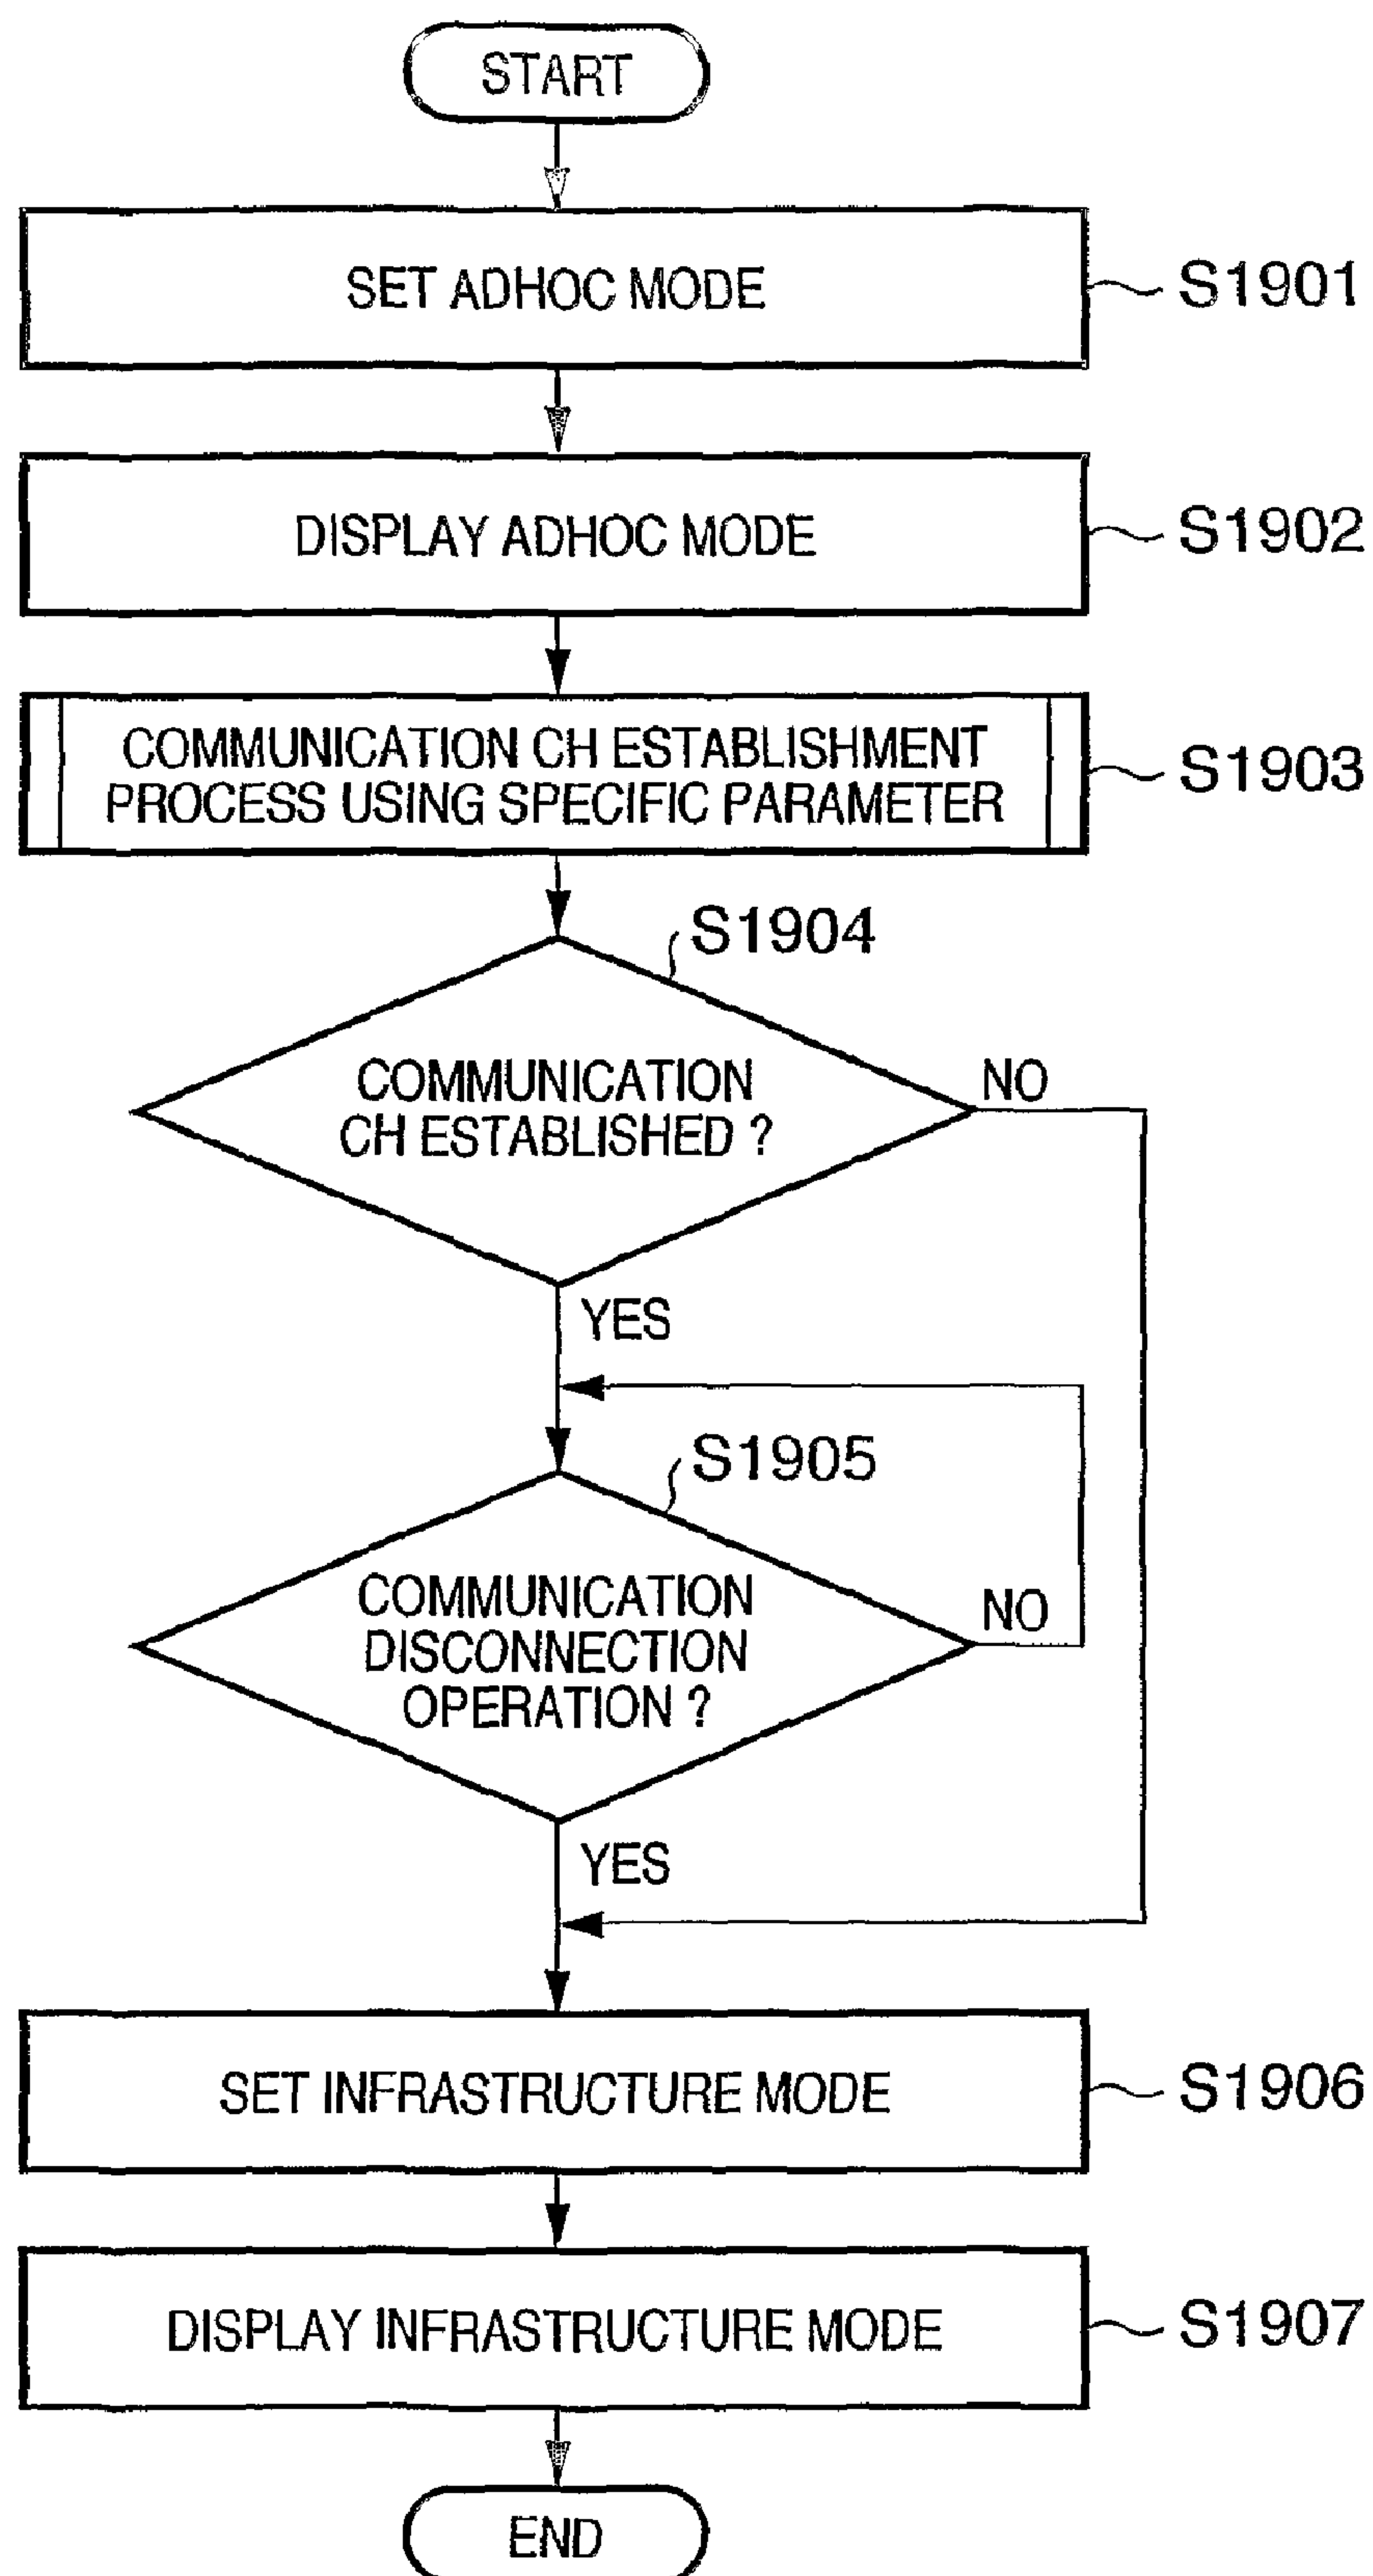 START
SET ADHOC MODE
S1901
DISPLAY ADHOC MODE
S1902
COMMUNICATION CH ESTABLISHMENT
PROCESS USING SPECIFIC PARAMETER
S1903
S1904
COMMUNICATION
CH ESTABLISHED ?
NO
YES
S1905
COMMUNICATION
DISCONNECTION
OPERATION ?
NO
YES
SET INFRASTRUCTURE MODE
S1906
DISPLAY INFRASTRUCTURE MODE
S1907
END